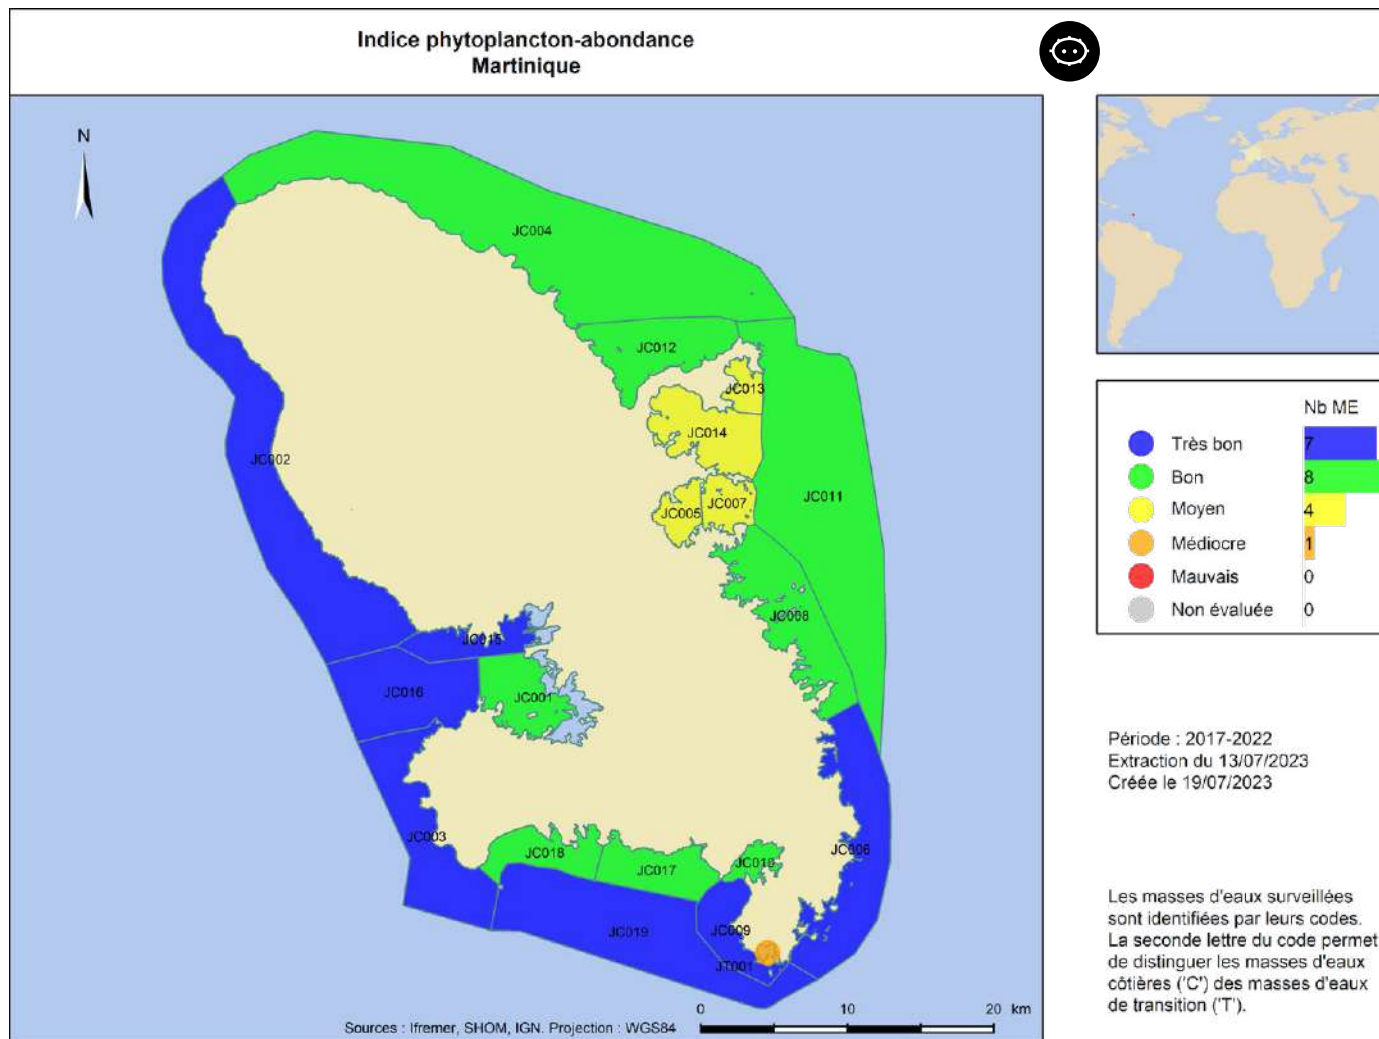 Indice phytoplancton-abondance
Martinique
N
JC004
JC012
JC013
JC014
JC002
JC011
JC007
JC005
JC008
JC015
JC016
JC001
JC003
JC006
JC018
JC010
JC017
JC009
JC019
JT001
0 10 20 km
Sources : Ifremer, SHOM, IGN. Projection : WGS84
Nb ME
Très bon 7
Bon 8
Moyen 4
Médiocre 1
Mauvais 0
Non évaluée 0
Période : 2017-2022
Extraction du 13/07/2023
Créée le 19/07/2023
Les masses d'eaux surveillées
sont identifiées par leurs codes.
La seconde lettre du code permet
de distinguer les masses d'eaux
côtières ('C') des masses d'eaux
de transition ('T').